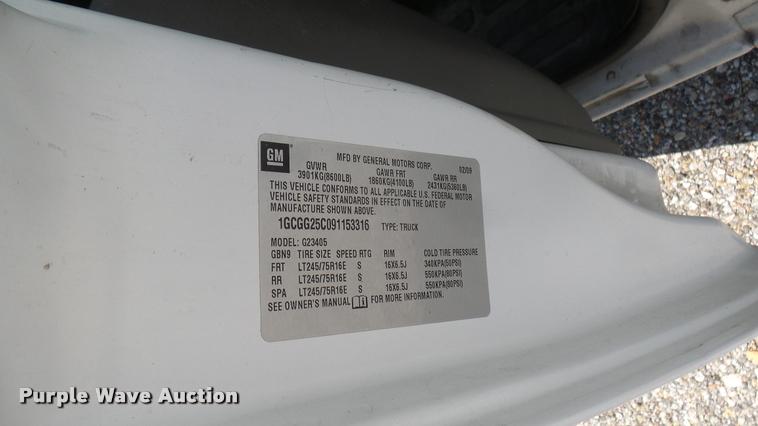 GM
MFD BY GENERAL MOTORS CORP. 02/09
GVWR GAWR FRT GAWR RR
3901KG(8600LB) 1860KG(4100LB) 2431KG(5360LB)
THIS VEHICLE CONFORMS TO ALL APPLICABLE U.S. FEDERAL MOTOR
VEHICLE SAFETY STANDARDS IN EFFECT ON THE DATE OF
MANUFACTURE SHOWN ABOVE.
1GCGG25C091153316 TYPE: TRUCK
MODEL: G23405
GBN9 TIRE SIZE SPEED RTG RIM COLD TIRE PRESSURE
FRT LT245/75R16E S 16X6.5J 340KPA(50PSI)
RR LT245/75R16E S 16X6.5J 550KPA(80PSI)
SPA LT245/75R16E S 16X6.5J 550KPA(80PSI)
SEE OWNER'S MANUAL FOR MORE INFORMATION.
Purple Wave Auction